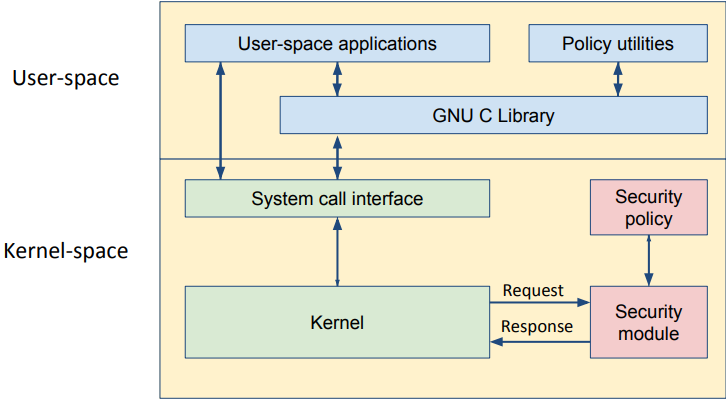 User-space
User-space applications
Policy utilities
GNU C Library
Kernel-space
System call interface
Security
policy
Kernel
Request
Response
Security
module